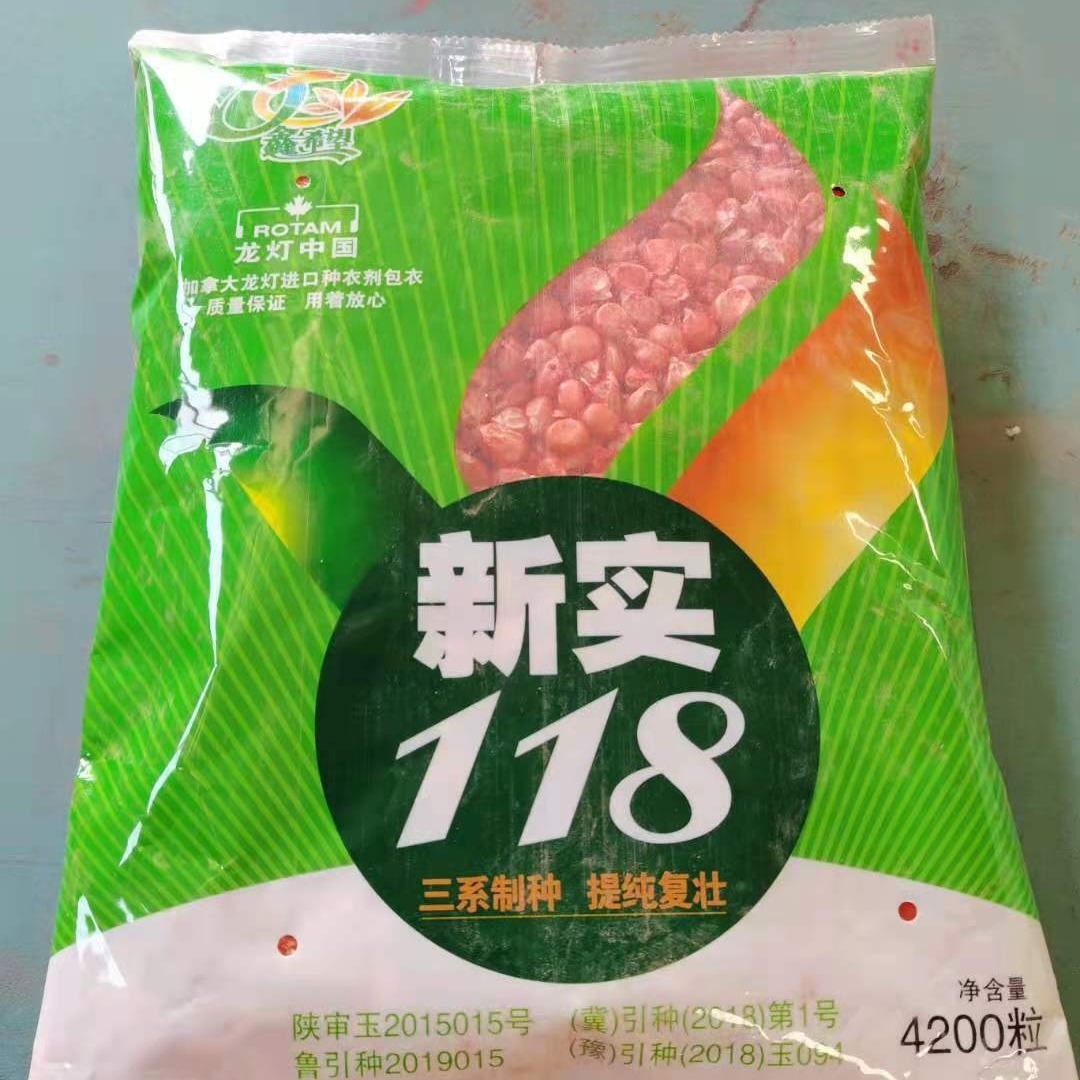 鑫希望
ROTAM
龙灯中国
加拿大龙灯进口种衣剂包衣
质量保证 用着放心
新实
118
三系制种 提纯复壮
陕审玉2015015号 (冀)引种(2018)第1号
鲁引种2019015 (豫)引种(2018)玉094
净含量
4200粒